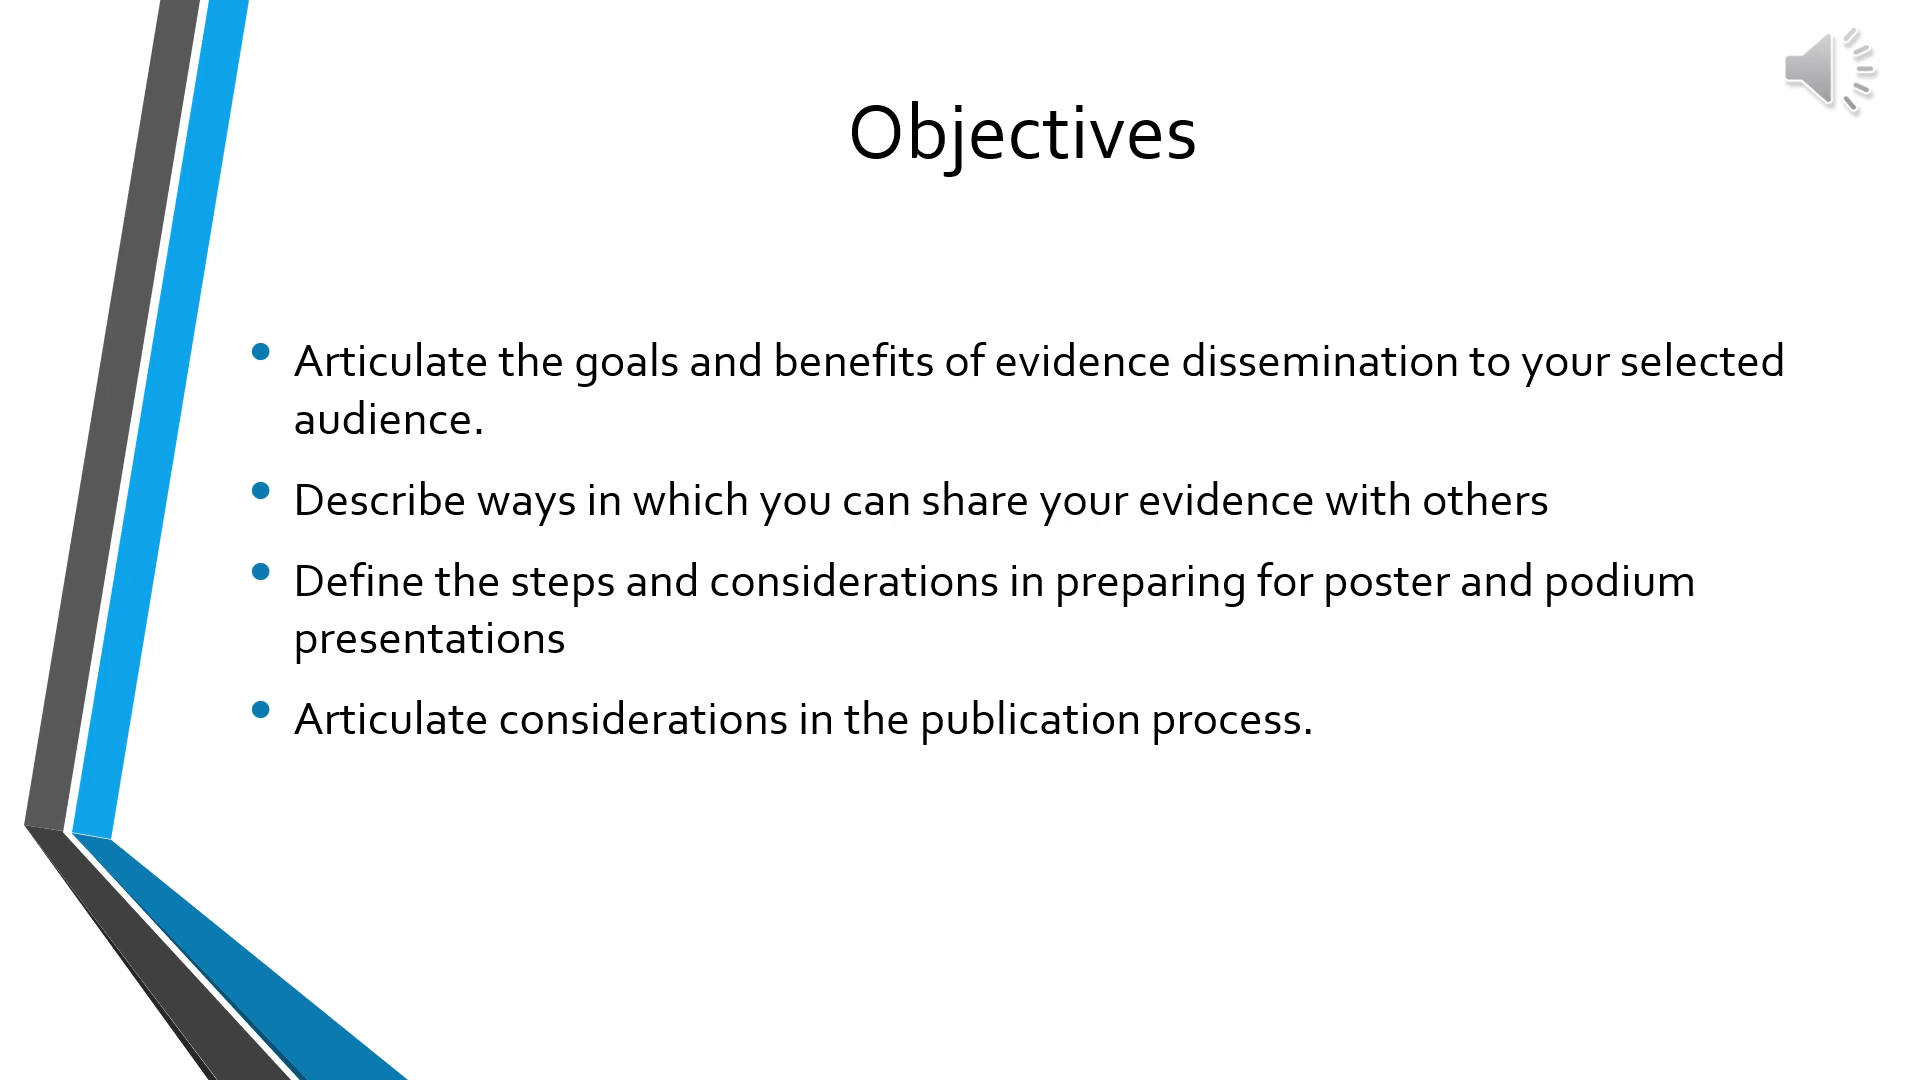 Objectives
• Articulate the goals and benefits of evidence dissemination to your selected
audience.
• Describe ways in which you can share your evidence with others
• Define the steps and considerations in preparing for poster and podium
presentations
• Articulate considerations in the publication process.